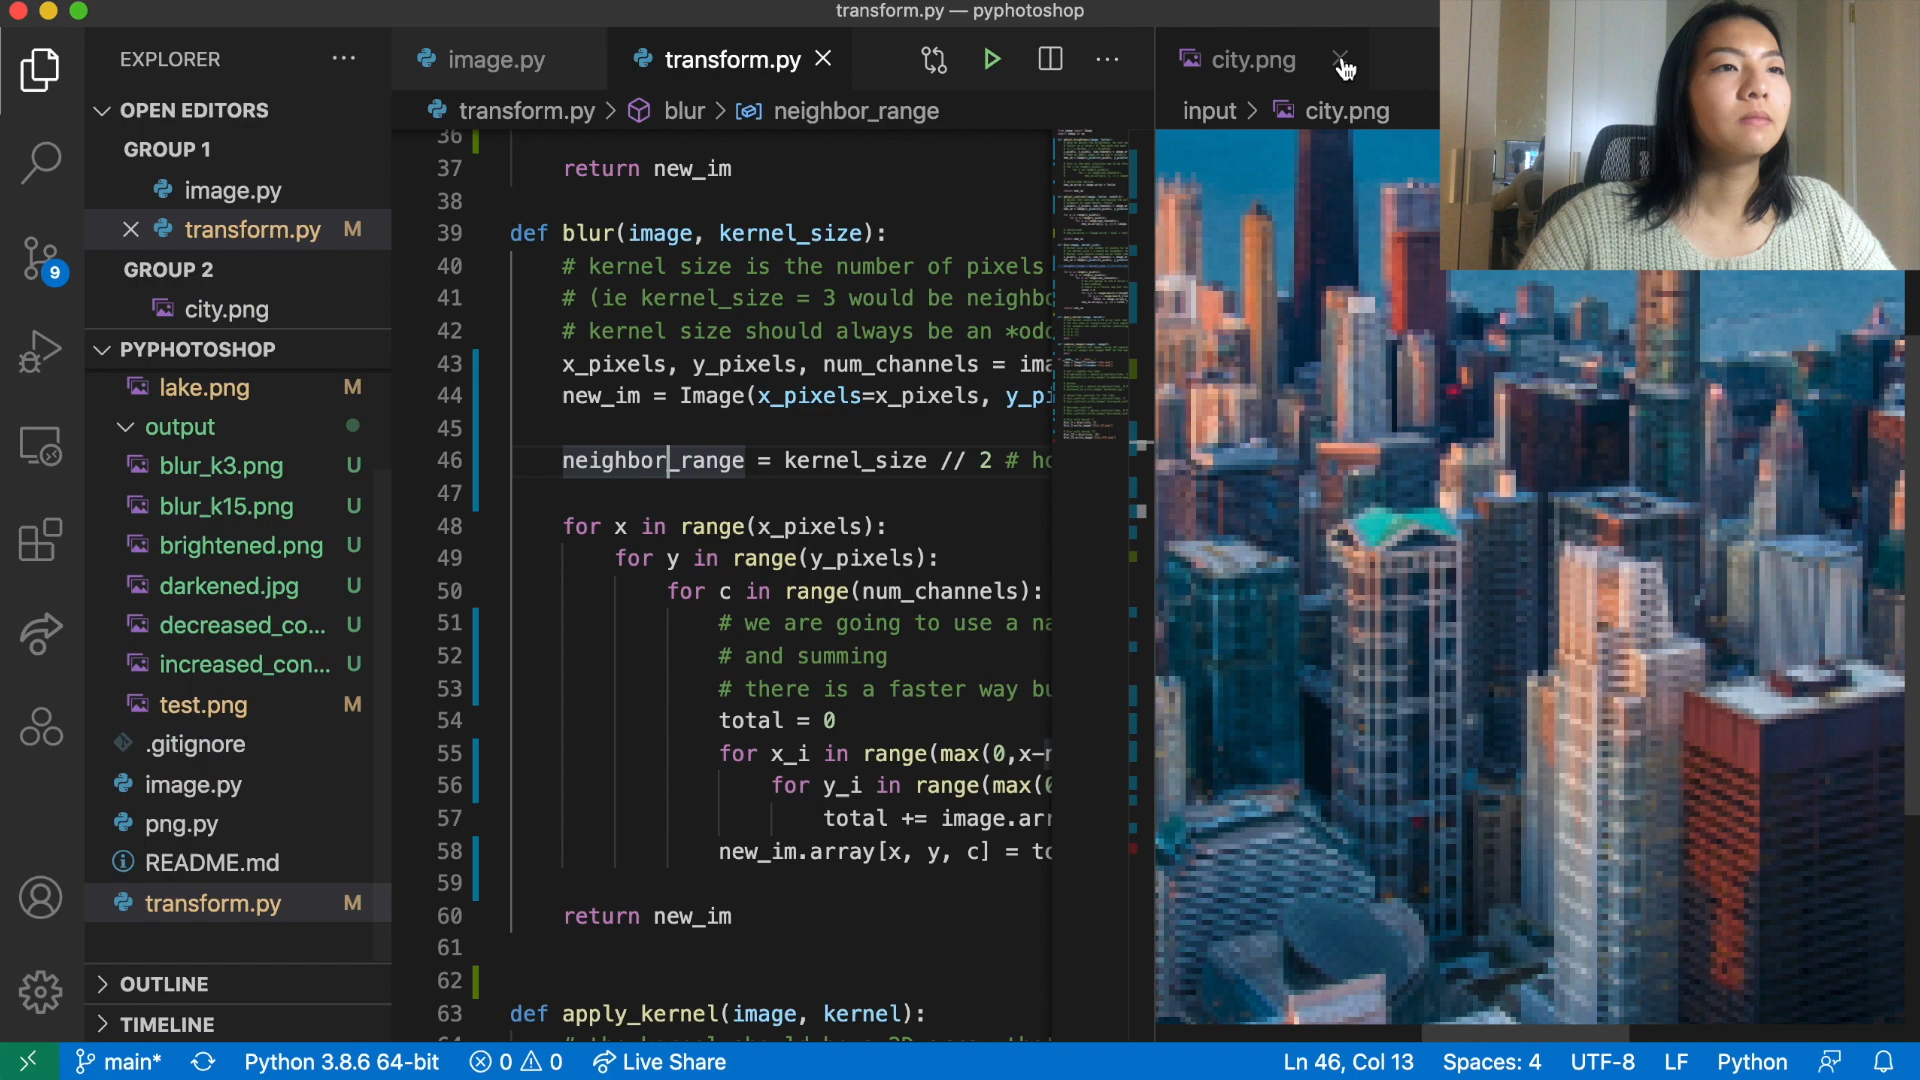 transform.py — pyphotoshop
EXPLORER
OPEN EDITORS
GROUP 1
image.py
transform.py M
GROUP 2
city.png
PYPHOTOSHOP
lake.png M
output
blur_k3.png U
blur_k15.png U
brightened.png U
darkened.jpg U
decreased_co... U
increased_con... U
test.png M
.gitignore
image.py
png.py
README.md
transform.py M
OUTLINE
TIMELINE
image.py
transform.py
transform.py > blur > neighbor_range
36
37 return new_im
38
39 def blur(image, kernel_size):
40 # kernel size is the number of pixels
41 # (ie kernel_size = 3 would be neighbo
42 # kernel size should always be an *odd
43 x_pixels, y_pixels, num_channels = ima
44 new_im = Image(x_pixels=x_pixels, y_pi
45
46 neighbor_range = kernel_size // 2 # ho
47
48 for x in range(x_pixels):
49 for y in range(y_pixels):
50 for c in range(num_channels):
51 # we are going to use a na
52 # and summing
53 # there is a faster way bu
54 total = 0
55 for x_i in range(max(0,x-n
56 for y_i in range(max(0
57 total += image.arr
58 new_im.array[x, y, c] = to
59
60 return new_im
61
62
63 def apply_kernel(image, kernel):
city.png
input > city.png
9
main*
Python 3.8.6 64-bit
0
0
Live Share
Ln 46, Col 13
Spaces: 4
UTF-8
LF
Python